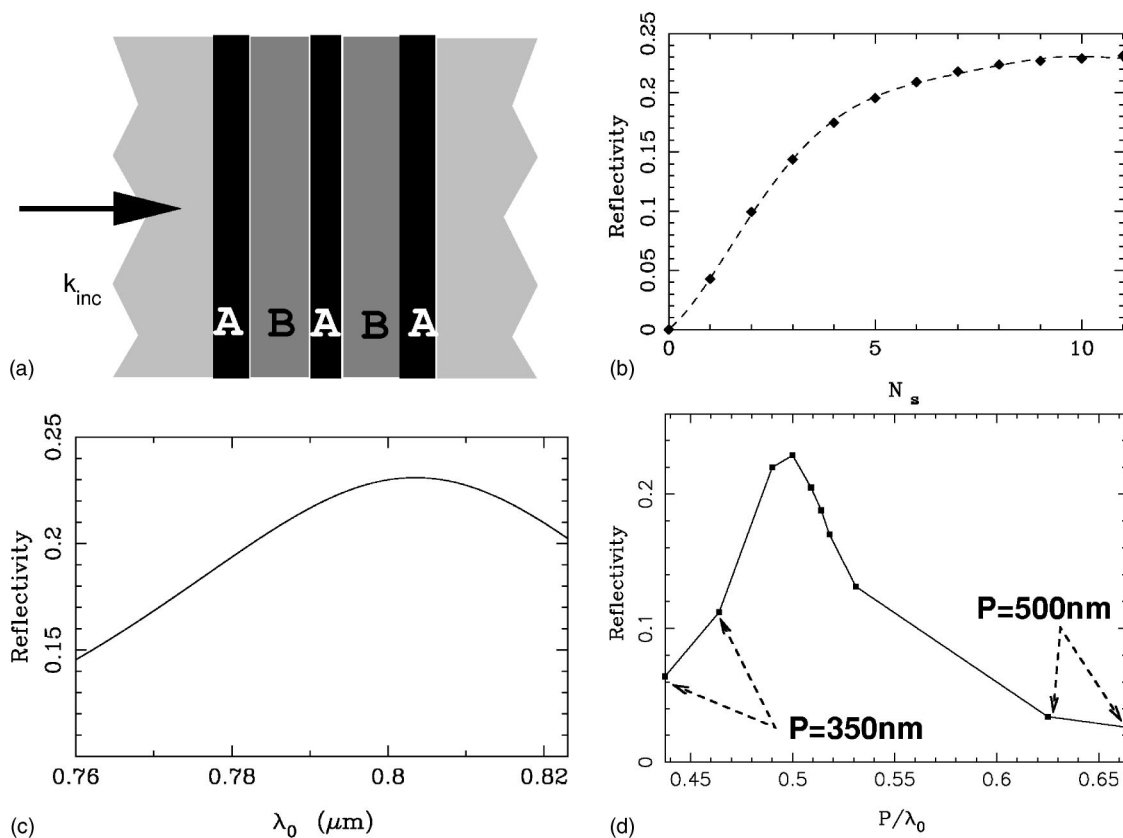 k inc
A B A B A
(a)
0.25
0.2
0.15
0.1
0.05
0
Reflectivity
0 5 10
N s
(b)
0.25
0.2
0.15
Reflectivity
0.76 0.78 0.8 0.82
λ0 (μm)
(c)
0.2
0.1
0
Reflectivity
P=500nm
P=350nm
0.45 0.5 0.55 0.6 0.65
P/λ0
(d)